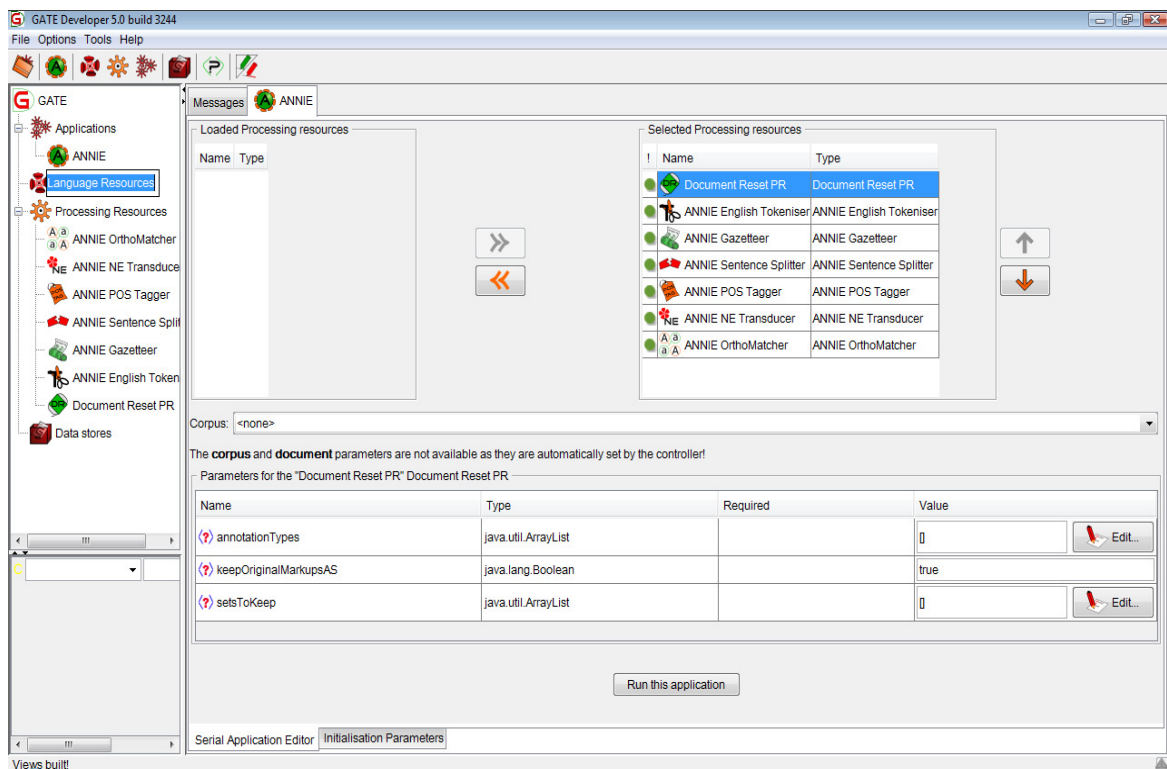 GATE Developer 5.0 build 3244
File Options Tools Help
GATE
Applications
ANNIE
Language Resources
Processing Resources
ANNIE OrthoMatcher
ANNIE NE Transduce
ANNIE POS Tagger
ANNIE Sentence Split
ANNIE Gazetteer
ANNIE English Token
Document Reset PR
Data stores
Messages ANNIE
Loaded Processing resources
Name Type
Selected Processing resources
! Name Type
Document Reset PR Document Reset PR
ANNIE English Tokeniser ANNIE English Tokeniser
ANNIE Gazetteer ANNIE Gazetteer
ANNIE Sentence Splitter ANNIE Sentence Splitter
ANNIE POS Tagger ANNIE POS Tagger
ANNIE NE Transducer ANNIE NE Transducer
ANNIE OrthoMatcher ANNIE OrthoMatcher
Corpus: <none>
The corpus and document parameters are not available as they are automatically set by the controller!
Parameters for the "Document Reset PR" Document Reset PR
Name Type Required Value
<?> annotationTypes java.util.ArrayList [] Edit...
<?> keepOriginalMarkupsAS java.lang.Boolean true
<?> setsToKeep java.util.ArrayList [] Edit...
Run this application
Serial Application Editor Initialisation Parameters
Views built!